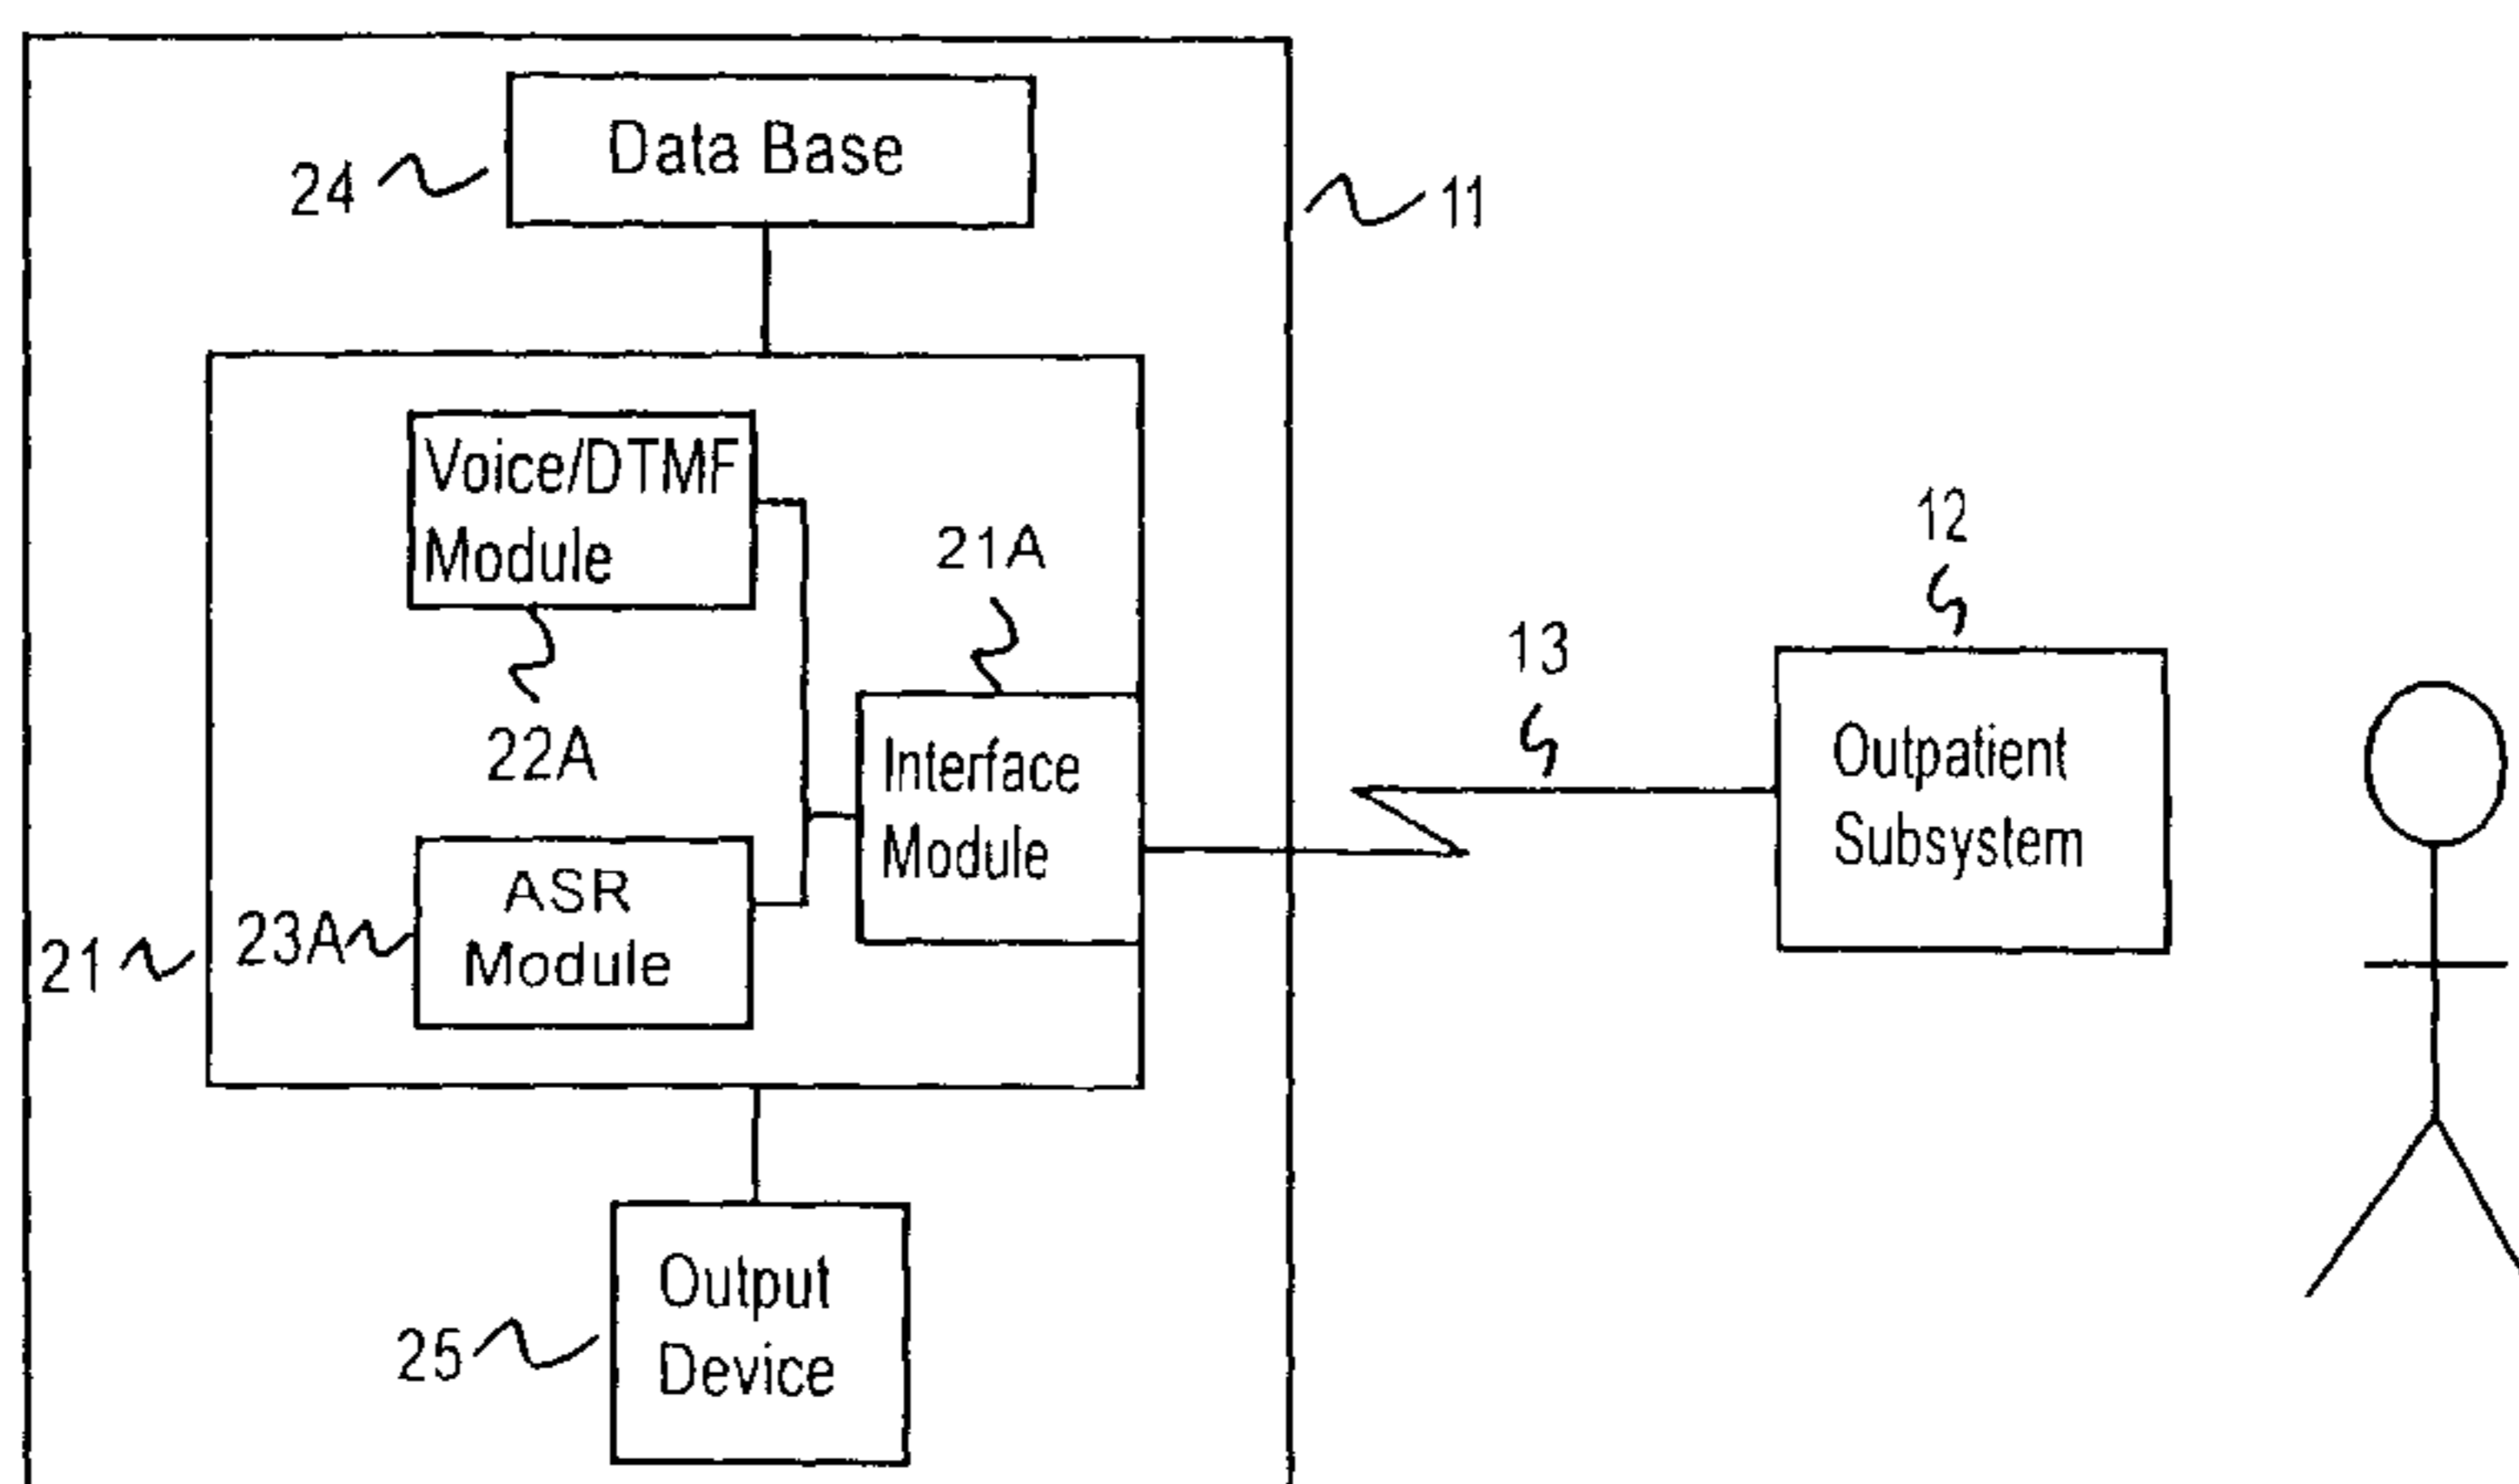 Data Base
24
11
Voice/DTMF
Module
22A
21A
12
13
Interface
Module
Outpatient
Subsystem
ASR
Module
23A
21
Output
Device
25